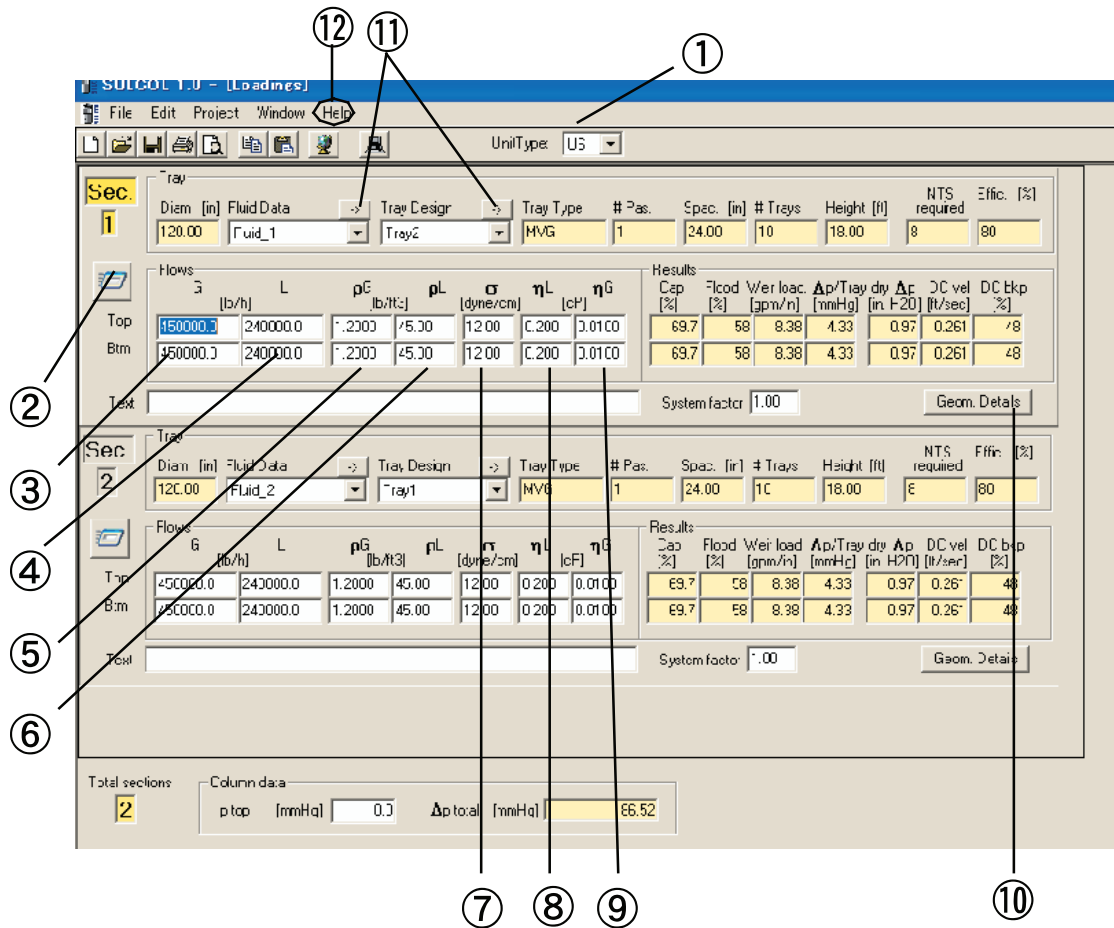 ⑫ ⑪ ①
SULCOL 1.0 - [Loadings]
File Edit Project Window Help
UnitType: US
Sec. 1
Tray
Diam [in] Fluid Data -> Tray Design -> Tray Type # Pas. Spac. [in] # Trays Height [ft] NTS required Effic. [%]
120.00 Fluid_1 Tray2 MVG 1 24.00 10 18.00 8 80
Flows Results
G L ρG ρL σ ηL ηG Cap Flood Weir load. Δp/Tray dry Δp DC vel DC bkp
[lb/h] [lb/ft3] [dyne/cm] [cP] [%] [%] [gpm/in] [mmHg] [in. H2O] [ft/sec] [%]
Top 450000.0 240000.0 1.2000 45.00 12.00 0.200 0.0100 69.7 58 8.38 4.33 0.97 0.261 48
Btm 450000.0 240000.0 1.2000 45.00 12.00 0.200 0.0100 69.7 58 8.38 4.33 0.97 0.261 48
②
Text System factor 1.00 Geom. Details
③
Sec 2
Tray
Diam [in] Fluid Data -> Tray Design -> Tray Type # Pas. Spac. [in] # Trays Height [ft] NTS required Effic. [%]
120.00 Fluid_2 Tray1 MVG 1 24.00 10 18.00 8 80
Flows Results
④
G L ρG ρL σ ηL ηG Cap Flood Weir load Δp/Tray dry Δp DC vel DC bkp
[lb/h] [lb/ft3] [dyne/cm] [cP] [%] [%] [gpm/in] [mmHg] [in. H2O] [ft/sec] [%]
Top 450000.0 240000.0 1.2000 45.00 12.00 0.200 0.0100 69.7 58 8.38 4.33 0.97 0.261 48
Btm 450000.0 240000.0 1.2000 45.00 12.00 0.200 0.0100 69.7 58 8.38 4.33 0.97 0.261 48
⑤
Text System factor 1.00 Geom. Details
⑥
Total sections Column data
2 p top [mmHg] 0.0 Δp total [mmHg] 86.52
⑦ ⑧ ⑨ ⑩